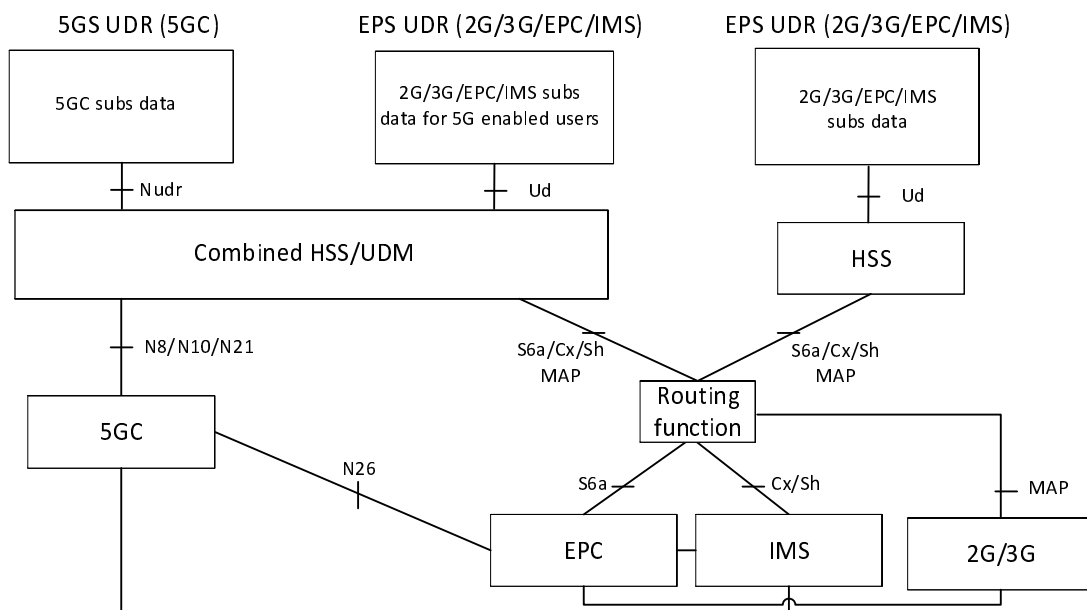 5GS UDR (5GC)
EPS UDR (2G/3G/EPC/IMS)
EPS UDR (2G/3G/EPC/IMS)
5GC subs data
2G/3G/EPC/IMS subs
data for 5G enabled users
2G/3G/EPC/IMS
subs data
Nudr
Ud
Ud
Combined HSS/UDM
HSS
N8/N10/N21
S6a/Cx/Sh
MAP
S6a/Cx/Sh
MAP
Routing
function
5GC
N26
S6a
Cx/Sh
MAP
EPC
IMS
2G/3G